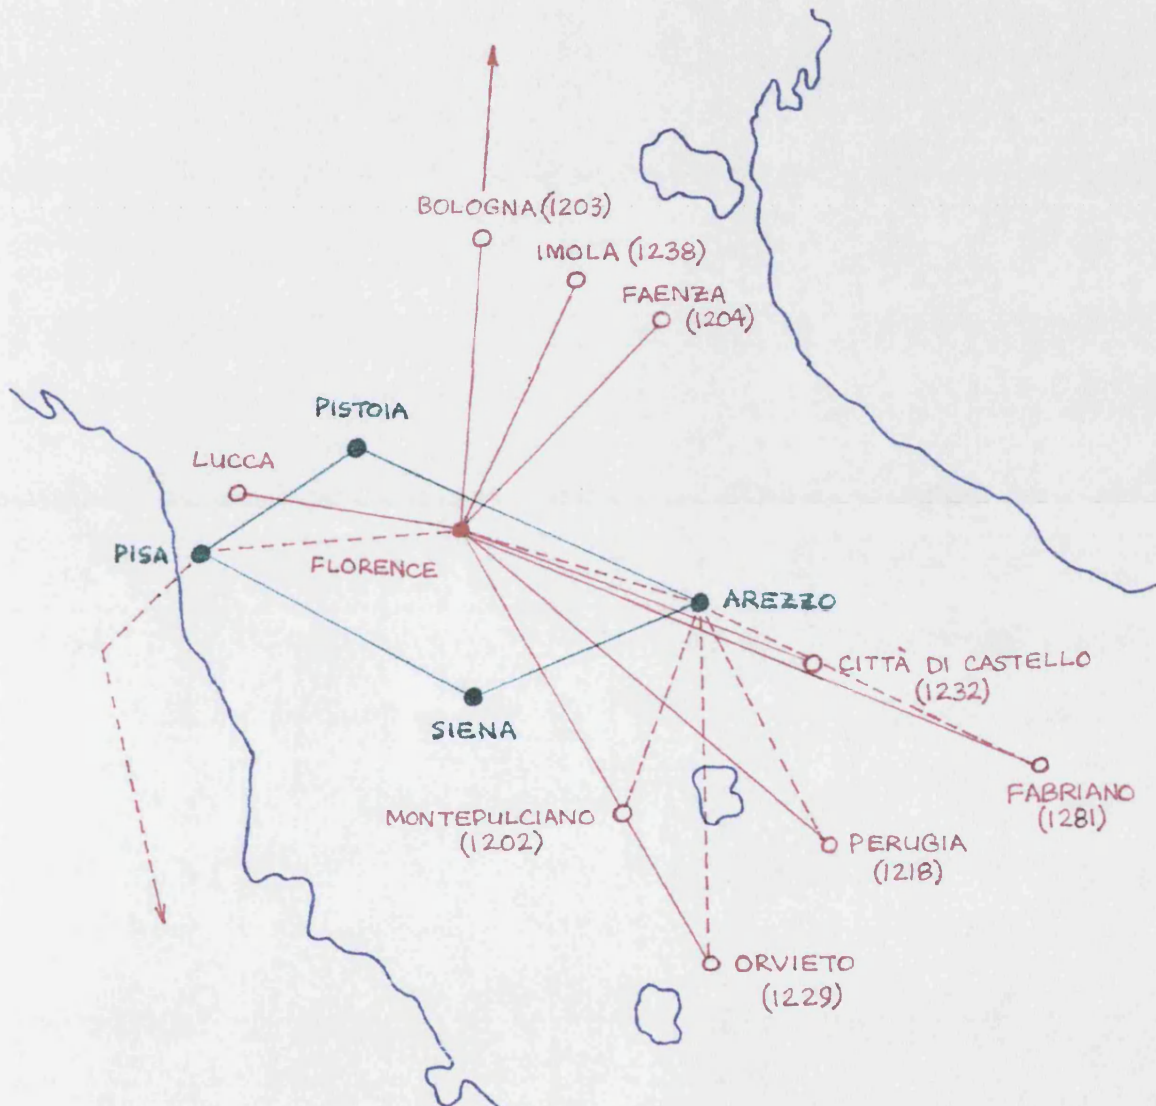 BOLOGNA (1203)
IMOLA (1238)
FAENZA
(1204)
PISTOIA
LUCCA
PISA
FLORENCE
AREZZO
CITTÀ DI CASTELLO
(1232)
SIENA
FABRIANO
(1281)
MONTEPULCIANO
(1202)
PERUGIA
(1218)
ORVIETO
(1229)